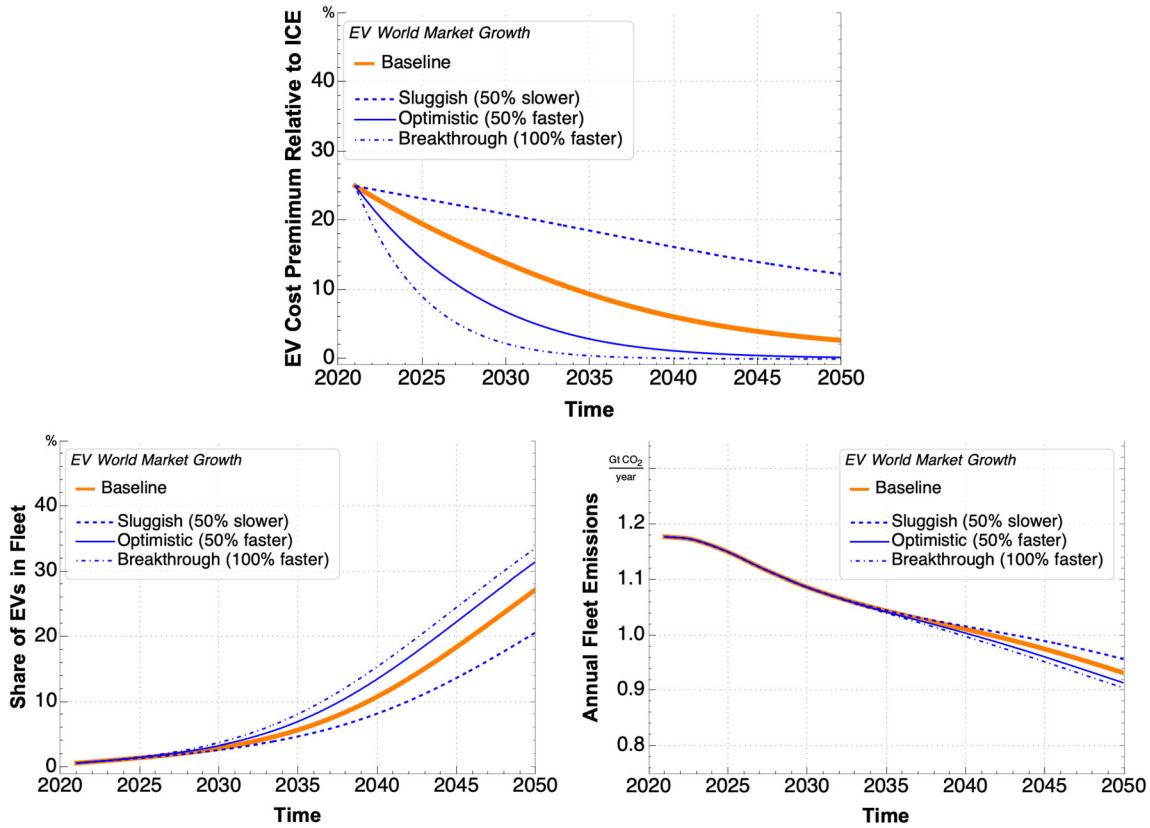 %
EV World Market Growth
Baseline
Sluggish (50% slower)
Optimistic (50% faster)
Breakthrough (100% faster)
EV Cost Premimum Relative to ICE
40
30
20
10
0
2020 2025 2030 2035 2040 2045 2050
Time
%
EV World Market Growth
Baseline
Sluggish (50% slower)
Optimistic (50% faster)
Breakthrough (100% faster)
Share of EVs in Fleet
40
30
20
10
0
2020 2025 2030 2035 2040 2045 2050
Time
Gt CO2
year
EV World Market Growth
Baseline
Sluggish (50% slower)
Optimistic (50% faster)
Breakthrough (100% faster)
Annual Fleet Emissions
1.2
1.1
1.0
0.9
0.8
2020 2025 2030 2035 2040 2045 2050
Time